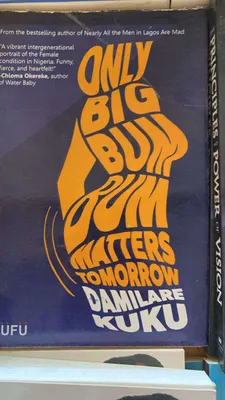 From the bestselling author of Nearly All the Men in Lagos Are Mad
"A vibrant intergenerational
portrait of the Female
condition in Nigeria. Funny,
fierce, and heartfelt!"
-Chioma Okereke, author
of Water Baby
ONLY
BIG
BUM
BUM
MATTERS
TOMORROW
DAMILARE
KUKU
UFU
PRINCIPLES & POWER OF VISION